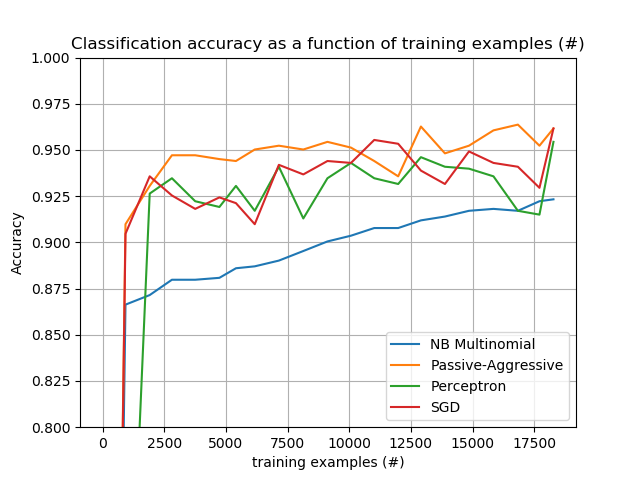 Classification accuracy as a function of training examples (#)
1.000
0.975
0.950
0.925
0.900
0.875
0.850
0.825
0.800
Accuracy
NB Multinomial
Passive-Aggressive
Perceptron
SGD
0 2500 5000 7500 10000 12500 15000 17500
training examples (#)